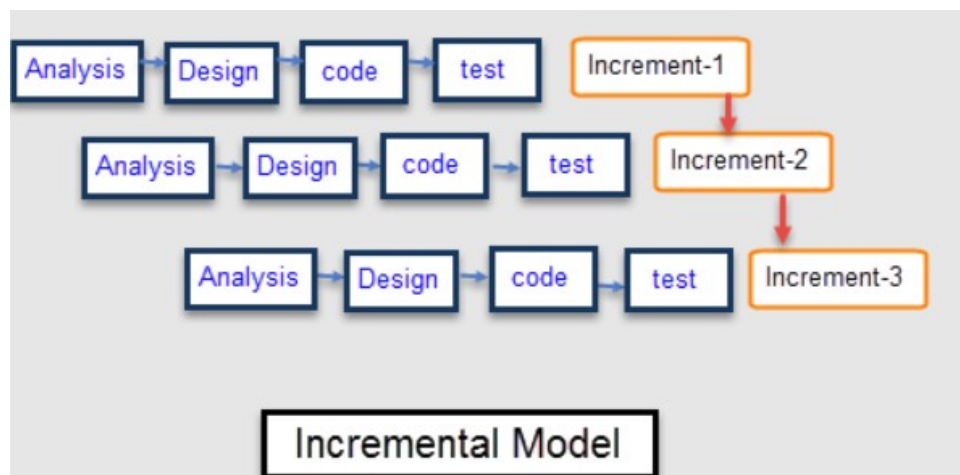 Analysis Design code test Increment-1
Analysis Design code test Increment-2
Analysis Design code test Increment-3
Incremental Model